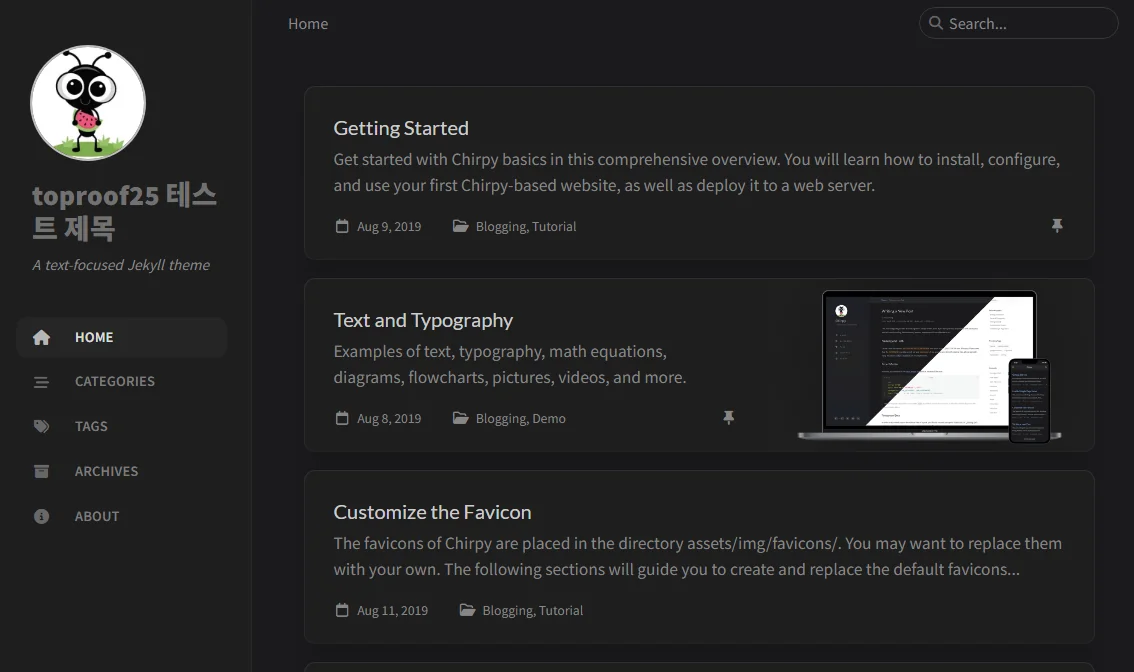 Home
Search...
toproof25 테스
트 제목
A text-focused Jekyll theme
HOME
CATEGORIES
TAGS
ARCHIVES
ABOUT
Getting Started
Get started with Chirpy basics in this comprehensive overview. You will learn how to install, configure,
and use your first Chirpy-based website, as well as deploy it to a web server.
Aug 9, 2019
Blogging, Tutorial
Text and Typography
Examples of text, typography, math equations,
diagrams, flowcharts, pictures, videos, and more.
Aug 8, 2019
Blogging, Demo
Customize the Favicon
The favicons of Chirpy are placed in the directory assets/img/favicons/. You may want to replace them
with your own. The following sections will guide you to create and replace the default favicons...
Aug 11, 2019
Blogging, Tutorial